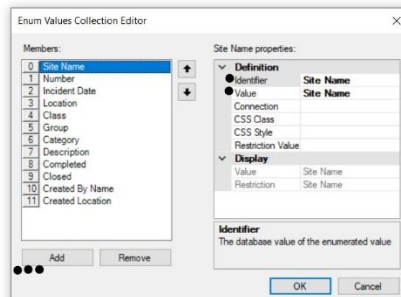 Enum Values Collection Editor
Members:
0 Site Name
1 Number
2 Incident Date
3 Location
4 Class
5 Group
6 Category
7 Description
8 Completed
9 Closed
10 Created By Name
11 Created Location
Add Remove
Site Name properties:
Definition
Identifier Site Name
Value Site Name
Connection
CSS Class
CSS Style
Restriction Value
Display
Value Site Name
Restriction Site Name
Identifier
The database value of the enumerated value
OK Cancel